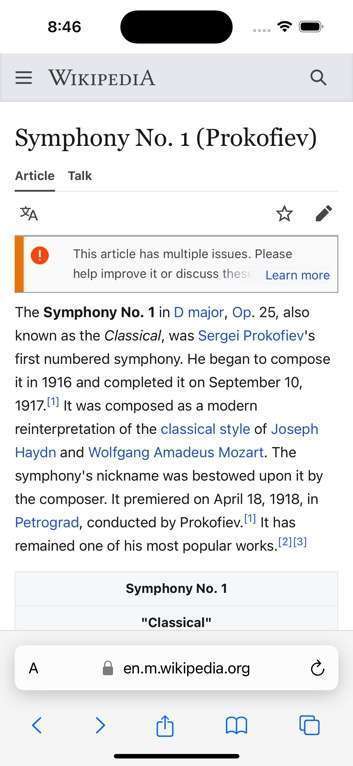 8:46
WIKIPEDIA
Symphony No. 1 (Prokofiev)
Article Talk
This article has multiple issues. Please
help improve it or discuss these Learn more
The Symphony No. 1 in D major, Op. 25, also
known as the Classical, was Sergei Prokofiev's
first numbered symphony. He began to compose
it in 1916 and completed it on September 10,
1917.[1] It was composed as a modern
reinterpretation of the classical style of Joseph
Haydn and Wolfgang Amadeus Mozart. The
symphony's nickname was bestowed upon it by
the composer. It premiered on April 18, 1918, in
Petrograd, conducted by Prokofiev.[1] It has
remained one of his most popular works.[2][3]
Symphony No. 1
"Classical"
A en.m.wikipedia.org